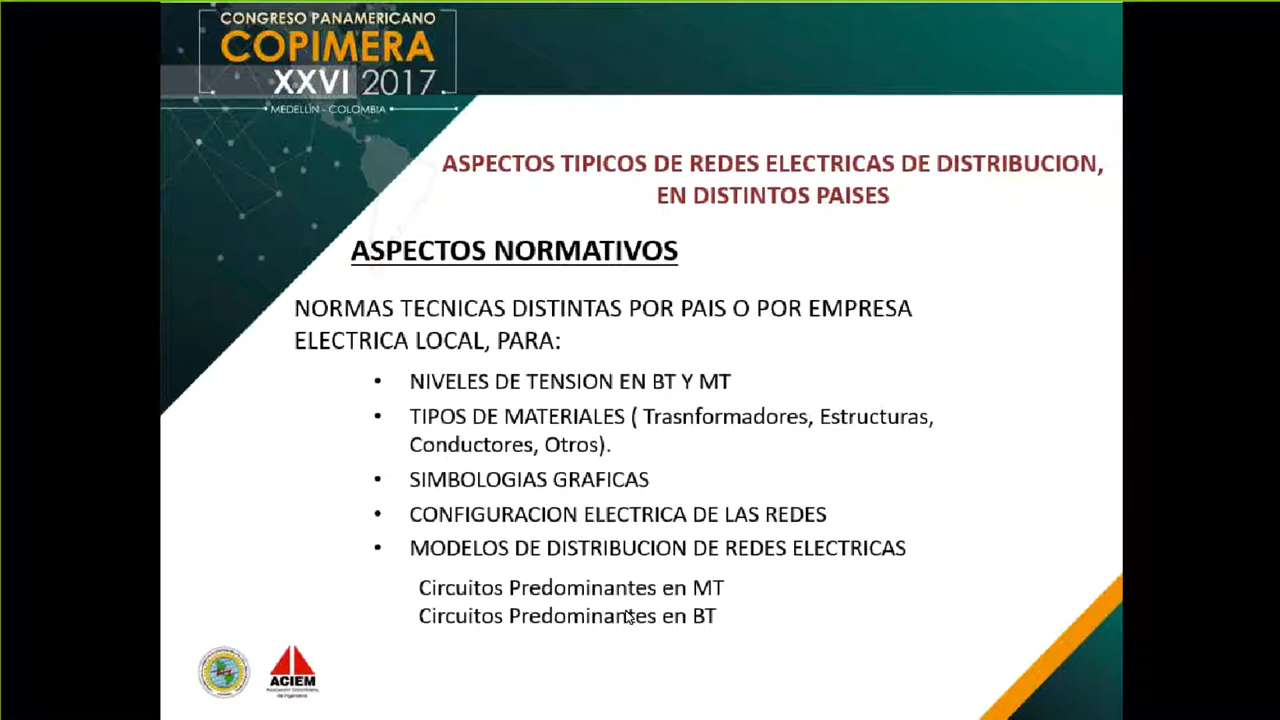 CONGRESO PANAMERICANO
COPIMERA
XXVI 2017
MEDELLÍN - COLOMBIA
ASPECTOS TIPICOS DE REDES ELECTRICAS DE DISTRIBUCION,
EN DISTINTOS PAISES
ASPECTOS NORMATIVOS
NORMAS TECNICAS DISTINTAS POR PAIS O POR EMPRESA
ELECTRICA LOCAL, PARA:
• NIVELES DE TENSION EN BT Y MT
• TIPOS DE MATERIALES ( Trasnformadores, Estructuras,
Conductores, Otros).
• SIMBOLOGIAS GRAFICAS
• CONFIGURACION ELECTRICA DE LAS REDES
• MODELOS DE DISTRIBUCION DE REDES ELECTRICAS
Circuitos Predominantes en MT
Circuitos Predominantes en BT
ACIEM